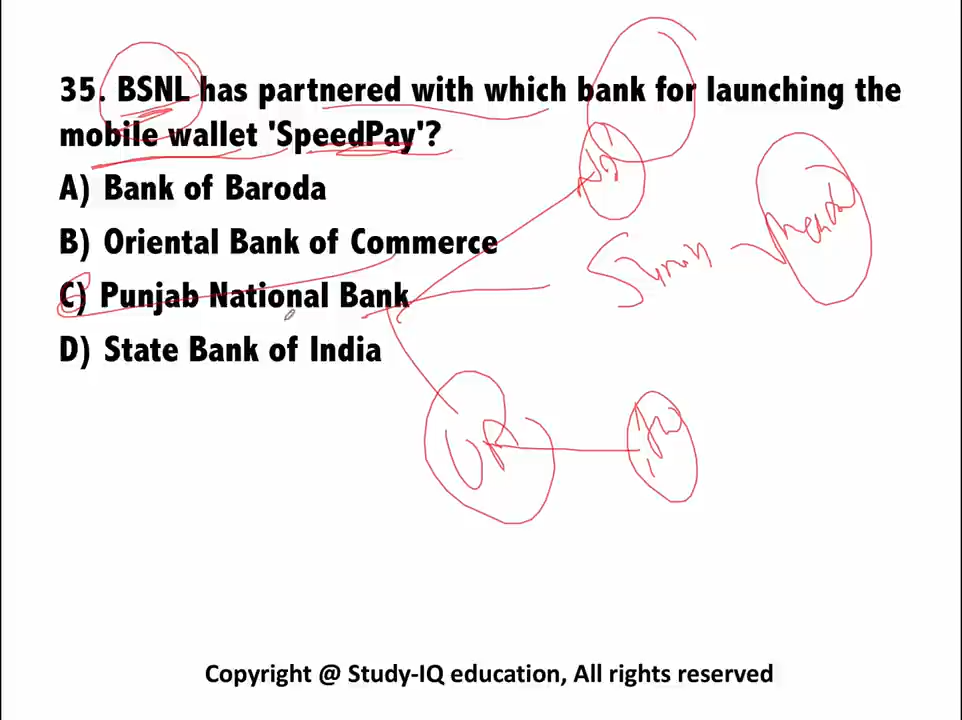 35. BSNL has partnered with which bank for launching the
mobile wallet 'SpeedPay'?
A) Bank of Baroda
B) Oriental Bank of Commerce
C) Punjab National Bank
D) State Bank of India
Copyright @ Study-IQ education, All rights reserved